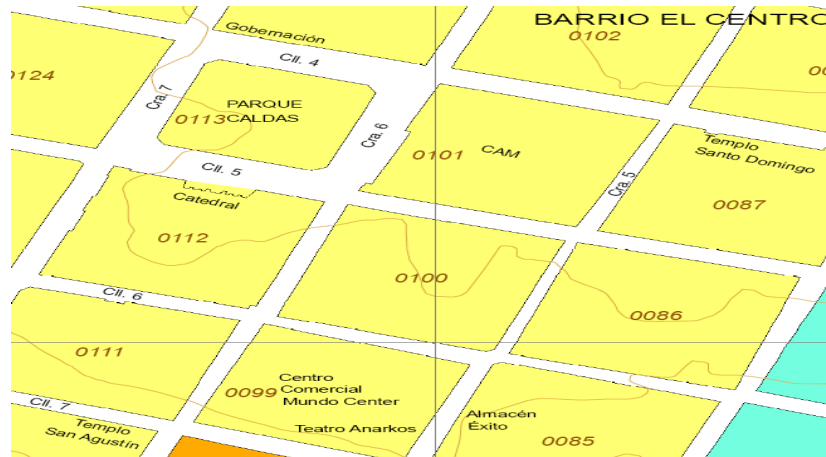 BARRIO EL CENTRO
Gobernación
0102
Cll. 4
0124
Cra. 7
PARQUE
CALDAS
0113
Cra. 6
0101
CAM
Templo
Santo Domingo
Cll. 5
Cra. 5
Catedral
0087
0112
0100
Cll. 6
0086
0111
Centro
Comercial
Mundo Center
0099
Cll. 7
Templo
San Agustín
Teatro Anarkos
Almacén
Éxito
0085